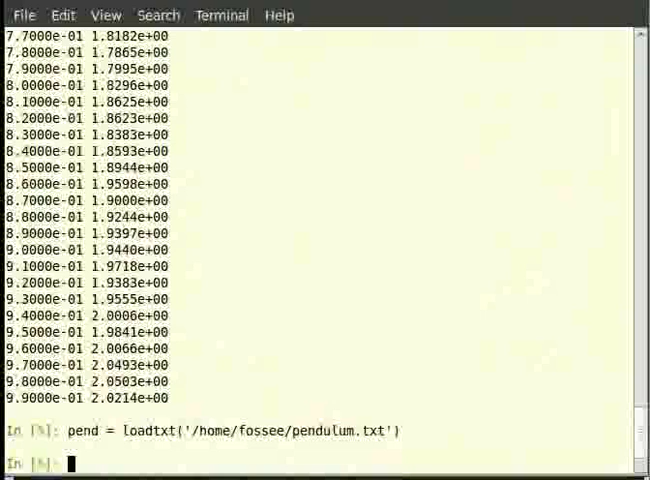 File Edit View Search Terminal Help
7.7000e-01 1.8182e+00
7.8000e-01 1.7865e+00
7.9000e-01 1.7995e+00
8.0000e-01 1.8296e+00
8.1000e-01 1.8625e+00
8.2000e-01 1.8623e+00
8.3000e-01 1.8383e+00
8.4000e-01 1.8593e+00
8.5000e-01 1.8944e+00
8.6000e-01 1.9598e+00
8.7000e-01 1.9000e+00
8.8000e-01 1.9244e+00
8.9000e-01 1.9397e+00
9.0000e-01 1.9440e+00
9.1000e-01 1.9718e+00
9.2000e-01 1.9383e+00
9.3000e-01 1.9555e+00
9.4000e-01 2.0006e+00
9.5000e-01 1.9841e+00
9.6000e-01 2.0066e+00
9.7000e-01 2.0493e+00
9.8000e-01 2.0503e+00
9.9000e-01 2.0214e+00
In []: pend = loadtxt('/home/fossee/pendulum.txt')
In []: